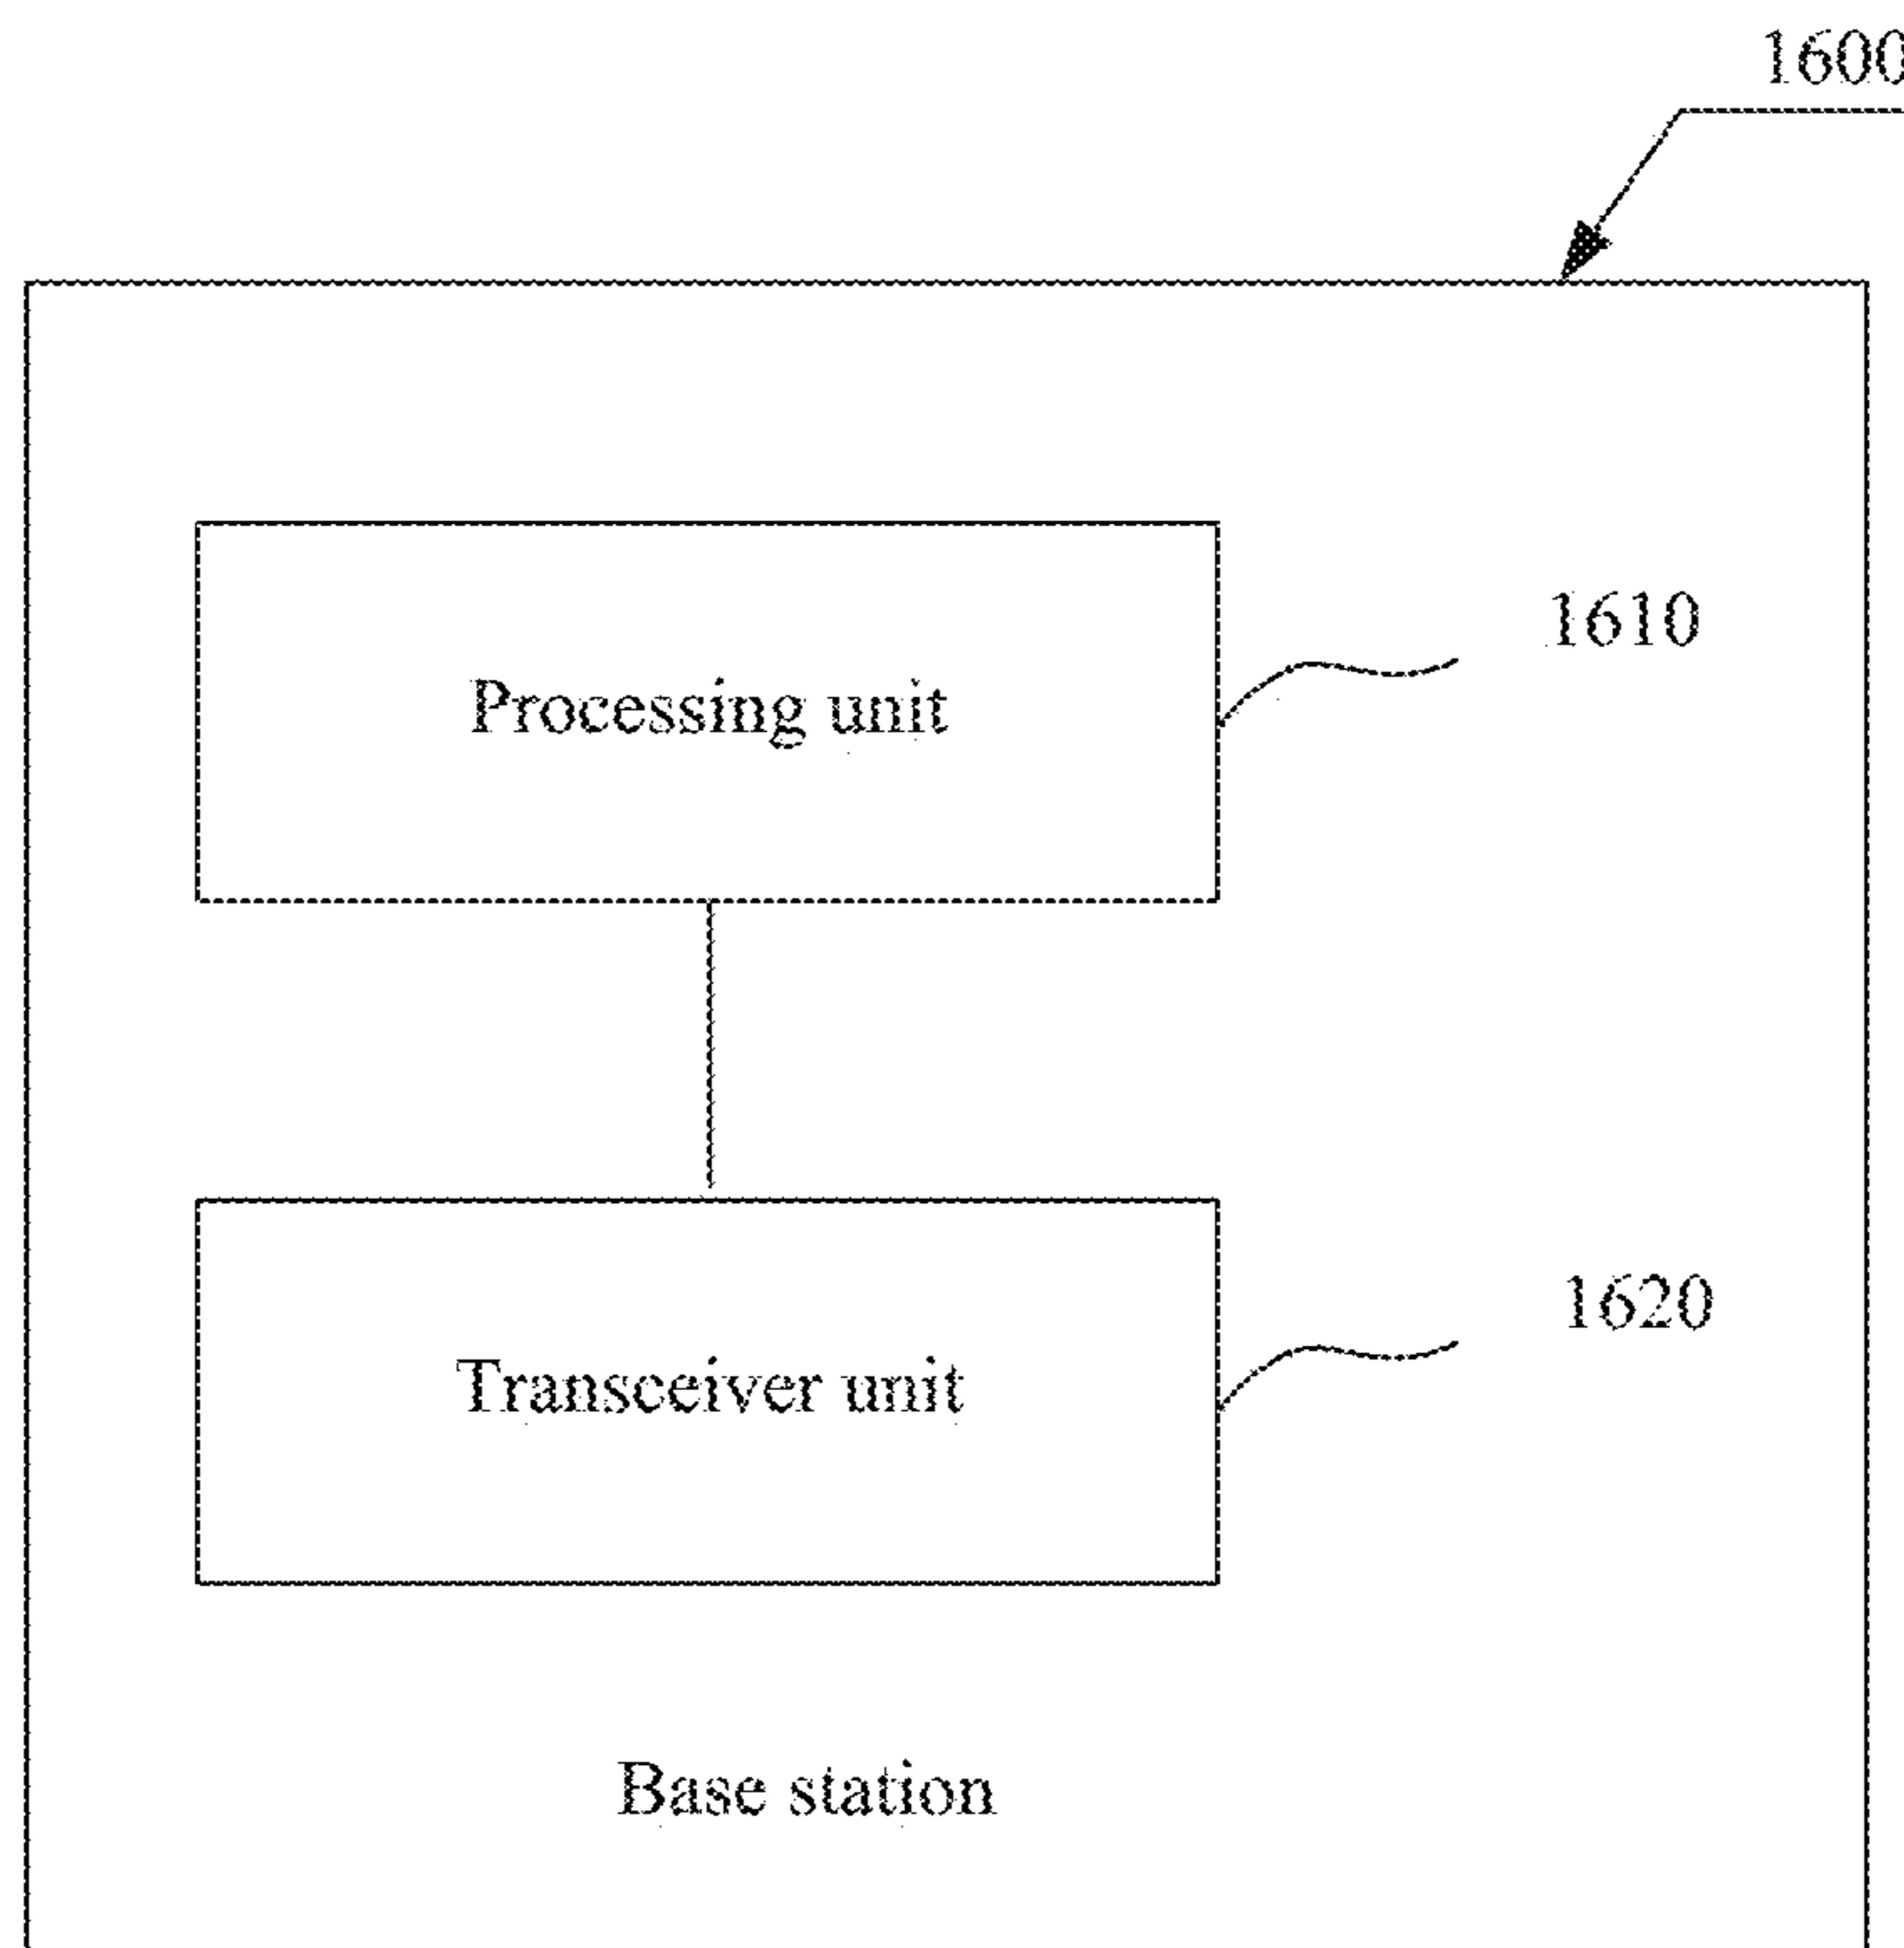 1600
1610
Processing unit
1620
Transceiver unit
Base station